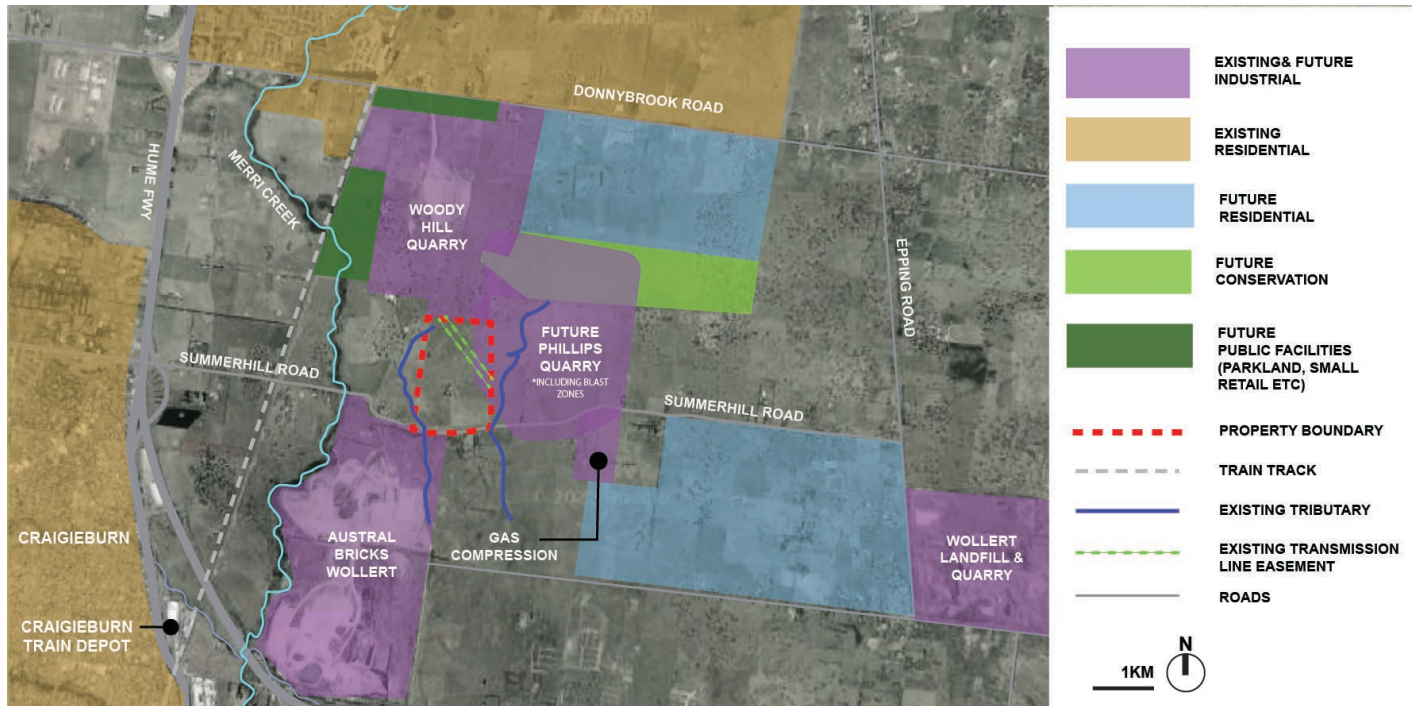 DONNYBROOK ROAD
HUME FWY
MERRI CREEK
WOODY
HILL
QUARRY
EPPING ROAD
SUMMERHILL ROAD
FUTURE
PHILLIPS
QUARRY
*INCLUDING BLAST
ZONES
SUMMERHILL ROAD
CRAIGIEBURN
AUSTRAL
BRICKS
WOLLERT
GAS
COMPRESSION
WOLLERT
LANDFILL &
QUARRY
CRAIGIEBURN
TRAIN DEPOT
EXISTING& FUTURE
INDUSTRIAL
EXISTING
RESIDENTIAL
FUTURE
RESIDENTIAL
FUTURE
CONSERVATION
FUTURE
PUBLIC FACILITIES
(PARKLAND, SMALL
RETAIL ETC)
PROPERTY BOUNDARY
TRAIN TRACK
EXISTING TRIBUTARY
EXISTING TRANSMISSION
LINE EASEMENT
ROADS
1KM
N